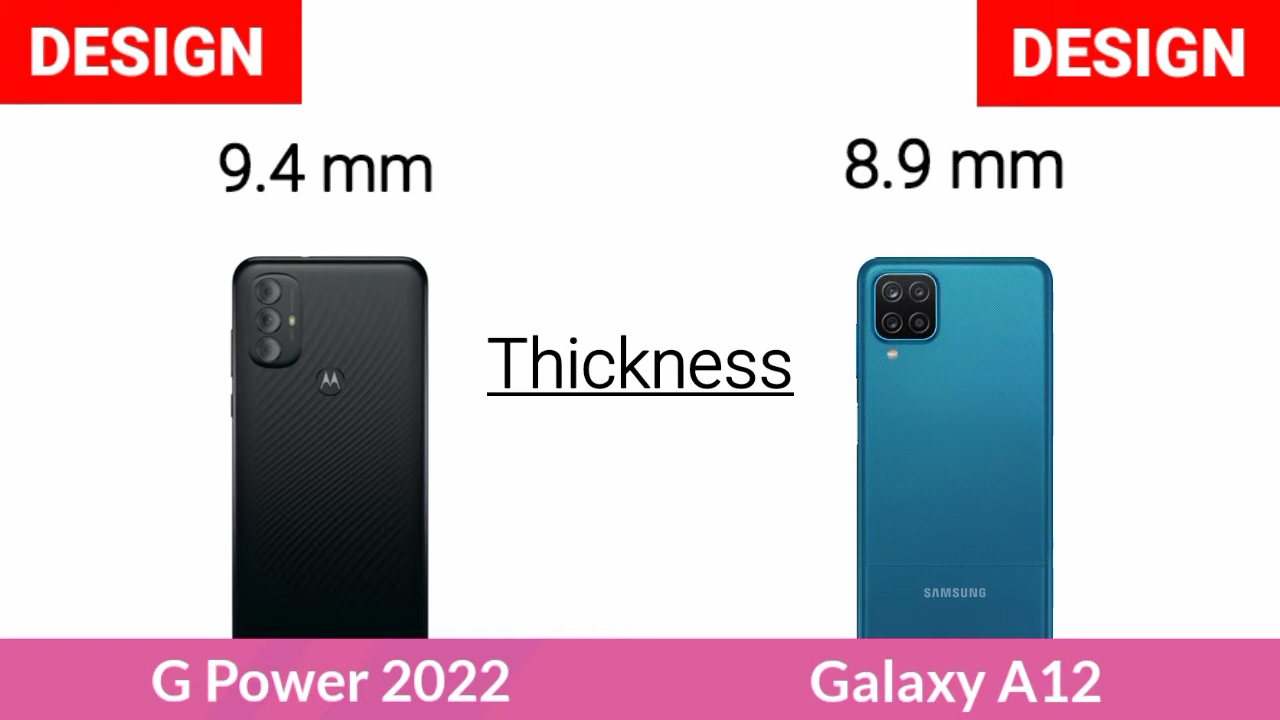 DESIGN
DESIGN
9.4 mm
8.9 mm
Thickness
SAMSUNG
G Power 2022
Galaxy A12